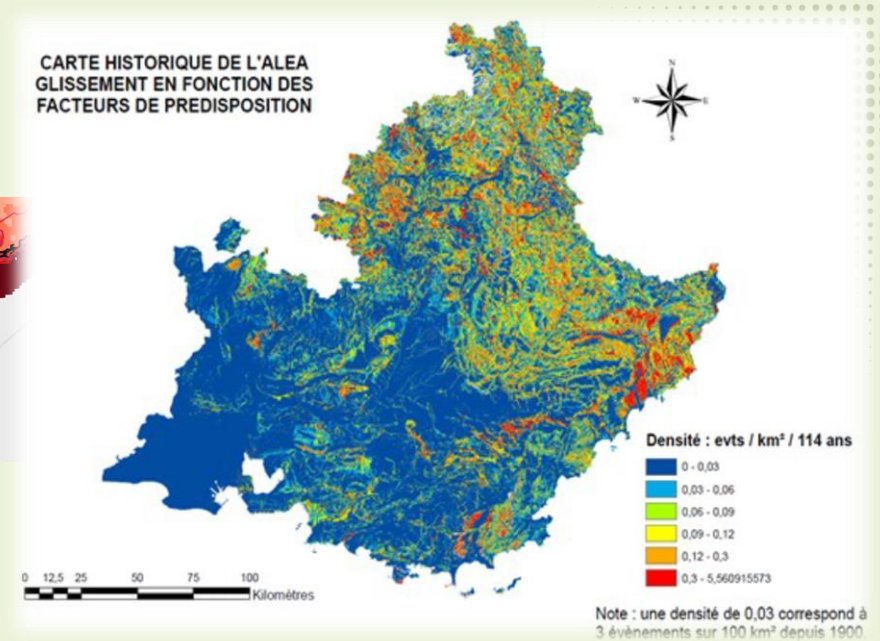 CARTE HISTORIQUE DE L'ALEA
GLISSEMENT EN FONCTION DES
FACTEURS DE PREDISPOSITION
N
W E
S
Densité : evts / km² / 114 ans
0 - 0,03
0,03 - 0,06
0,06 - 0,09
0,09 - 0,12
0,12 - 0,3
0,3 - 5,560915573
0 12,5 25 50 75 100
Kilomètres
Note : une densité de 0,03 correspond à
3 évènements sur 100 km² depuis 1900.